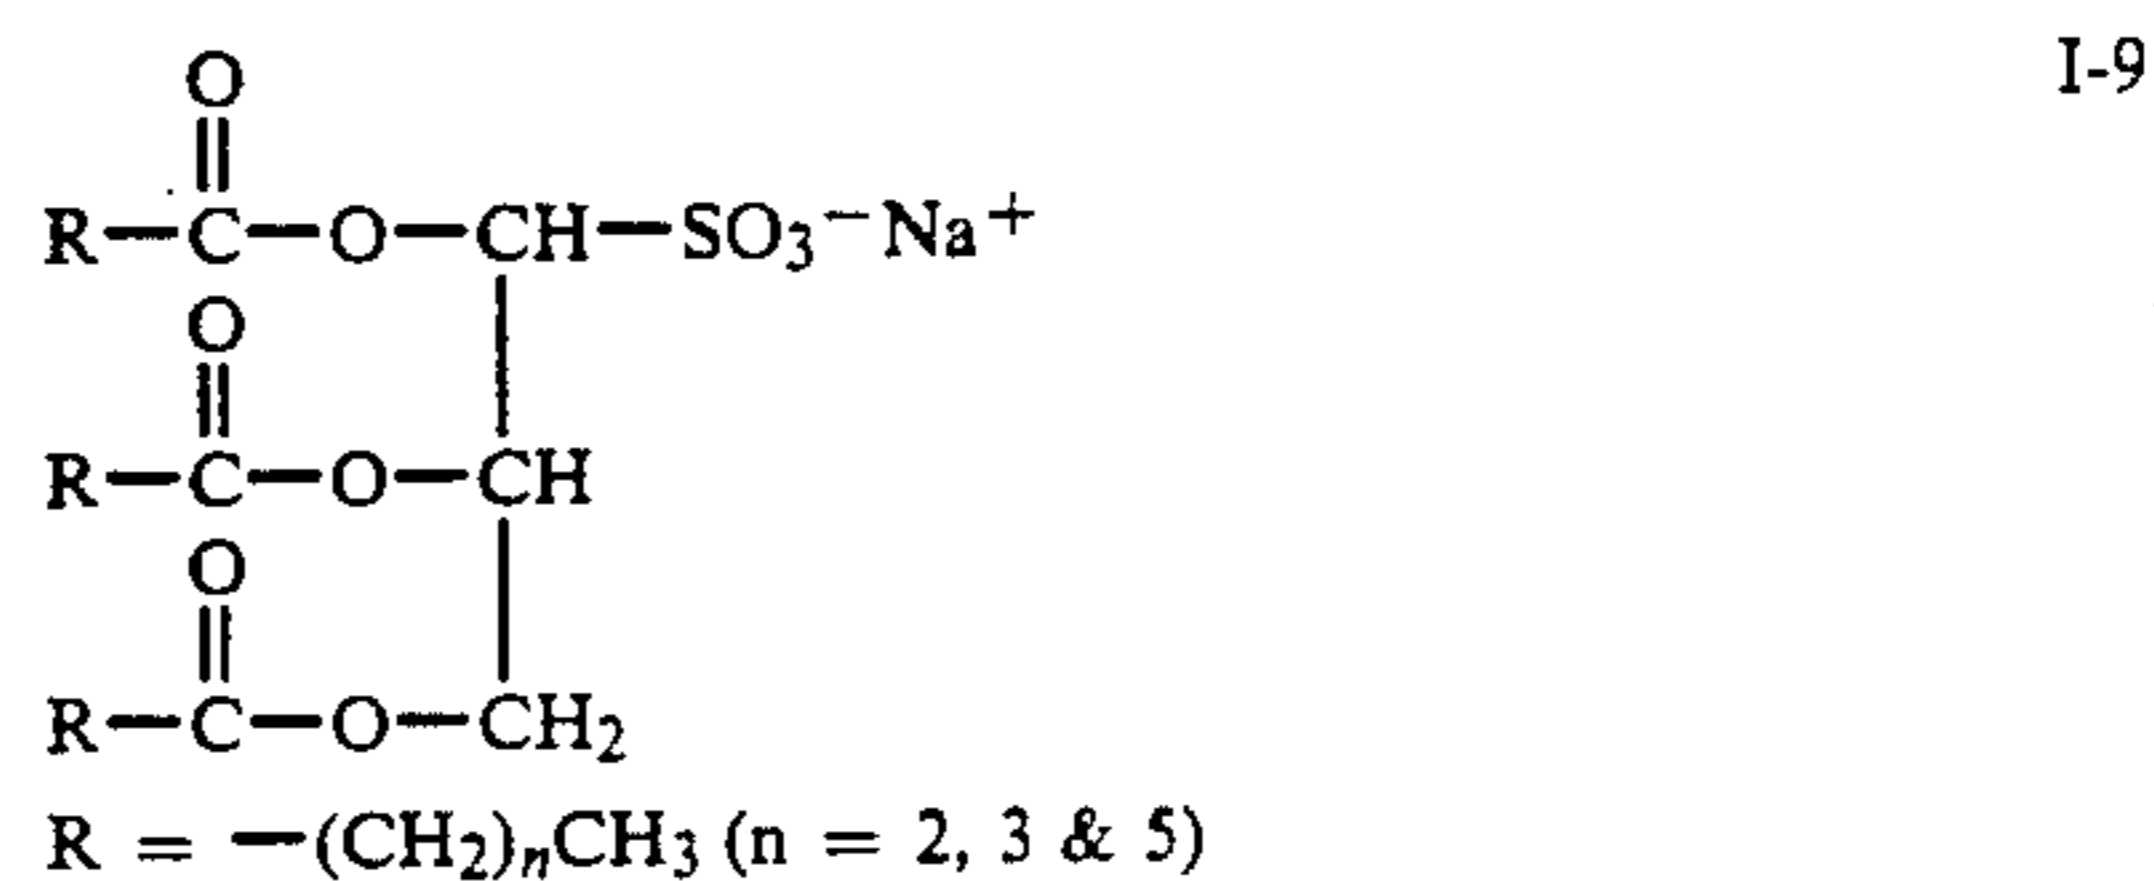 I-9
O
R—C—O—CH—SO₃⁻Na⁺
O
R—C—O—CH
O
R—C—O—CH₂
R = —(CH₂)ₙCH₃ (n = 2, 3 & 5)